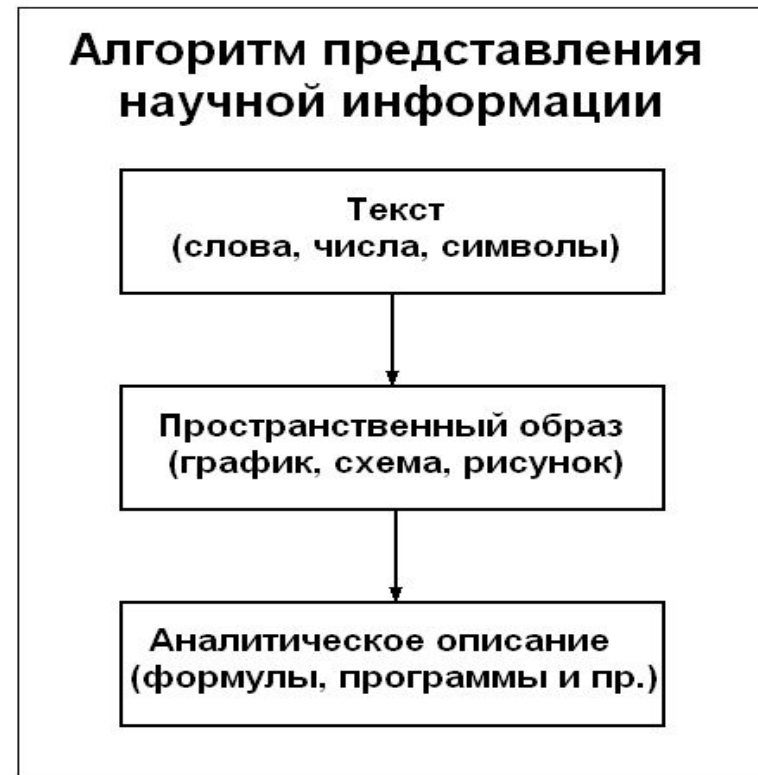 Алгоритм представления
научной информации
Текст
(слова, числа, символы)
Пространственный образ
(график, схема, рисунок)
Аналитическое описание
(формулы, программы и пр.)